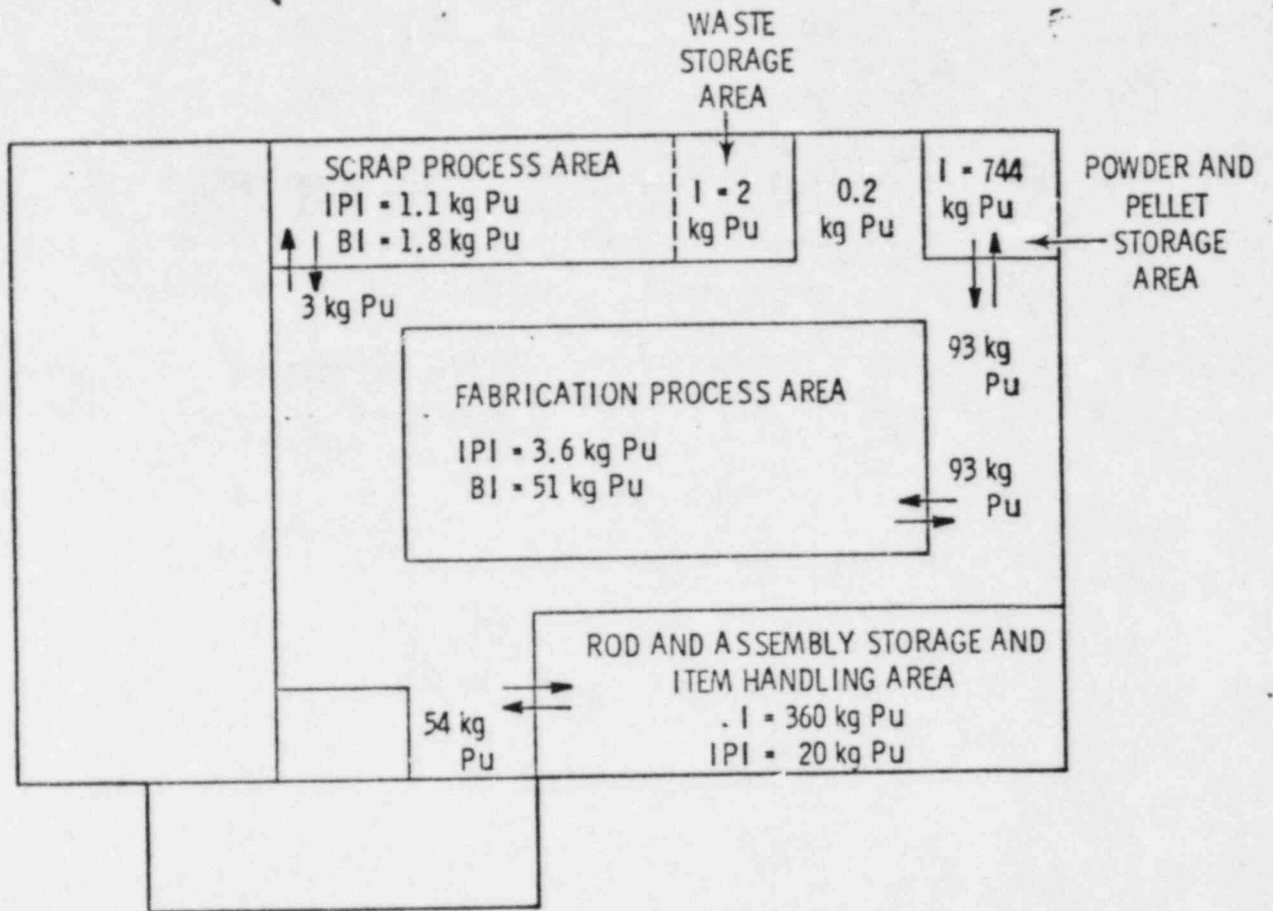 WASTE
STORAGE
AREA
SCRAP PROCESS AREA
IPI = 1.1 kg Pu
BI = 1.8 kg Pu
I = 2
kg Pu
0.2
kg Pu
I = 744
kg Pu
POWDER AND
PELLET
STORAGE
AREA
3 kg Pu
93 kg
Pu
FABRICATION PROCESS AREA
IPI = 3.6 kg Pu
BI = 51 kg Pu
93 kg
Pu
ROD AND ASSEMBLY STORAGE AND
ITEM HANDLING AREA
. I = 360 kg Pu
IPI = 20 kg Pu
54 kg
Pu